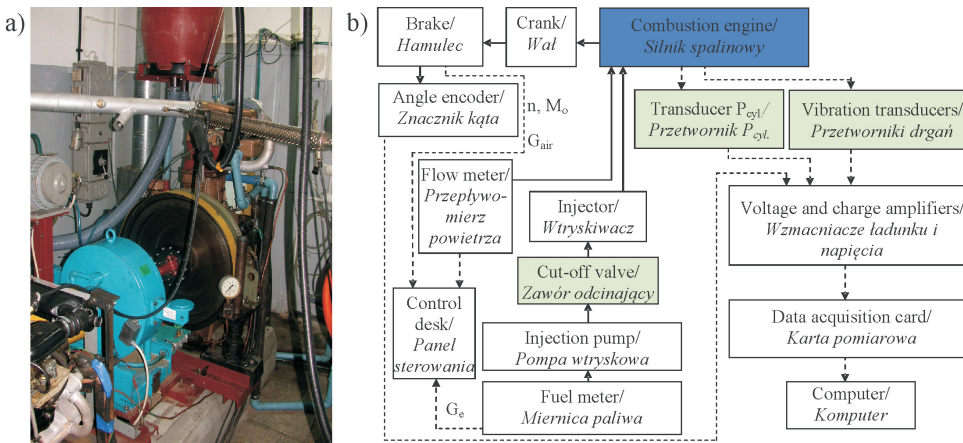 a)
b)
Brake/
Hamulec
Crank/
Wał
Combustion engine/
Silnik spalinowy
Angle encoder/
Znacznik kąta
n, Mo
Gair
Transducer Pcyl/
Przetwornik Pcyl.
Vibration transducers/
Przetworniki drgań
Flow meter/
Przepływo-
mierz
powietrza
Injector/
Wtryskiwacz
Voltage and charge amplifiers/
Wzmacniacze ładunku i
napięcia
Cut-off valve/
Zawór odcinający
Control
desk/
Panel
sterowania
Injection pump/
Pompa wtryskowa
Data acquisition card/
Karta pomiarowa
Fuel meter/
Miernica paliwa
Ge
Computer/
Komputer